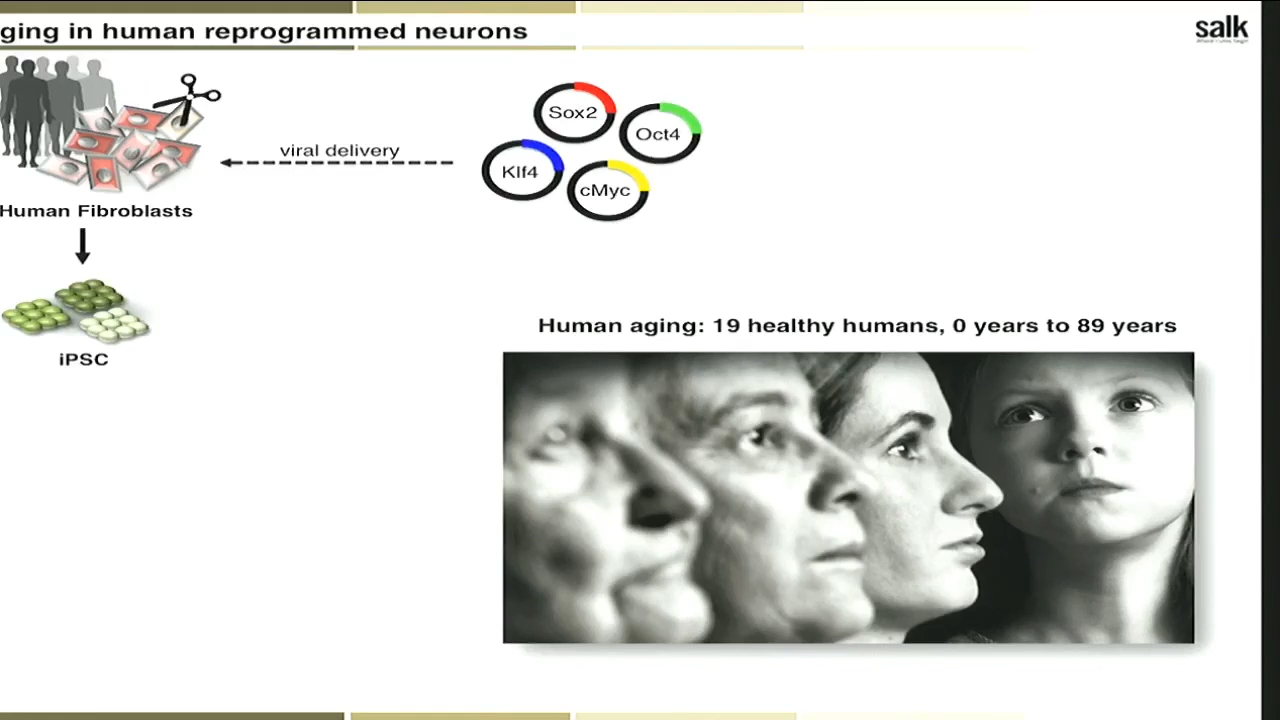 ging in human reprogrammed neurons
salk
Sox2
Oct4
viral delivery
Klf4
cMyc
Human Fibroblasts
iPSC
Human aging: 19 healthy humans, 0 years to 89 years